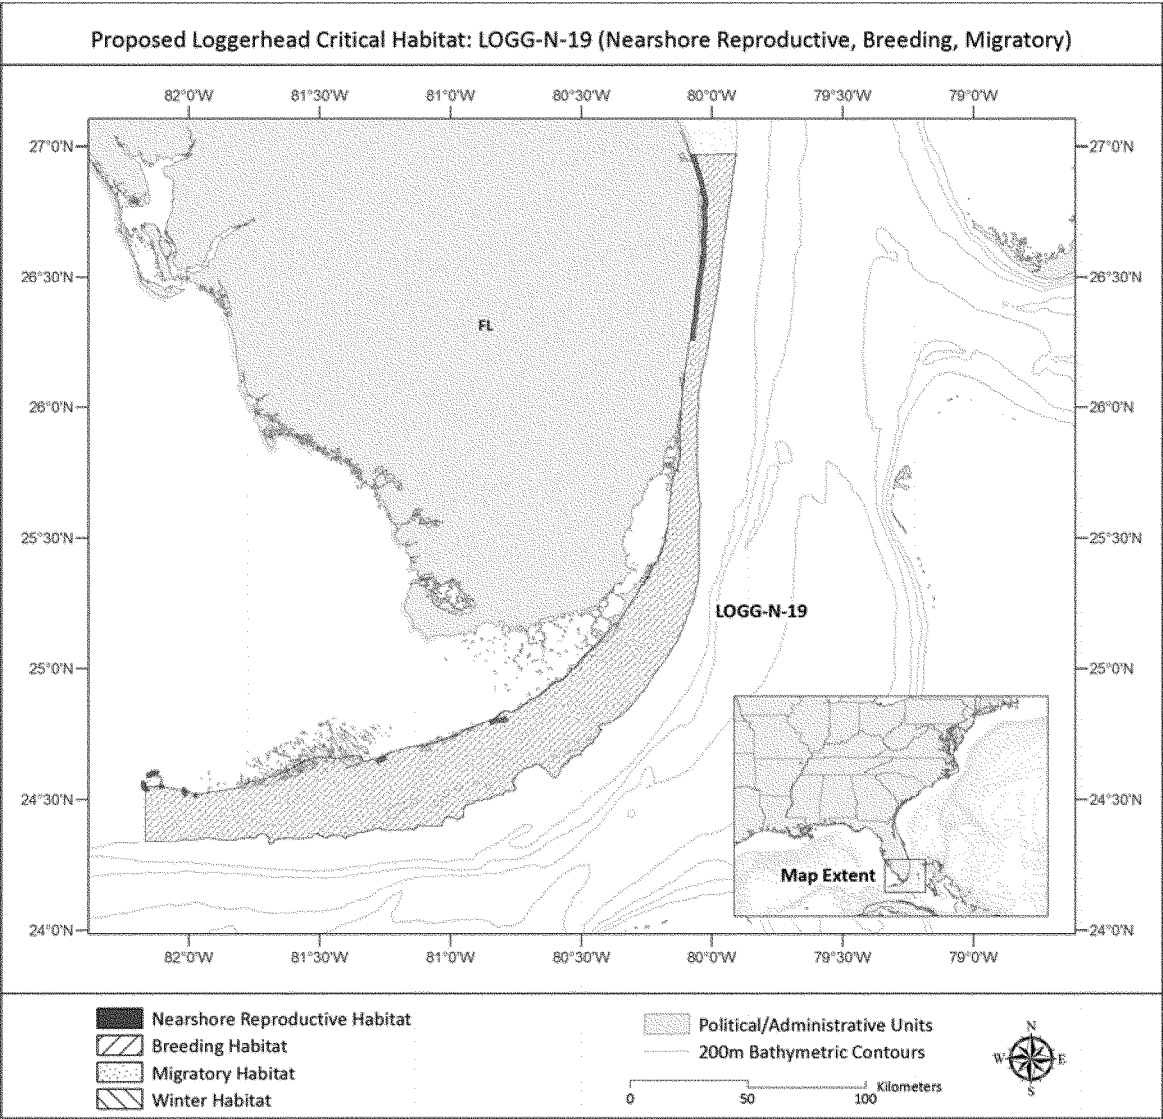 Proposed Loggerhead Critical Habitat: LOGG-N-19 (Nearshore Reproductive, Breeding, Migratory)
82°0'W 81°30'W 81°0'W 80°30'W 80°0'W 79°30'W 79°0'W
27°0'N 27°0'N
26°30'N 26°30'N
FL
26°0'N 26°0'N
25°30'N 25°30'N
LOGG-N-19
25°0'N 25°0'N
24°30'N 24°30'N
Map Extent
24°0'N 24°0'N
82°0'W 81°30'W 81°0'W 80°30'W 80°0'W 79°30'W 79°0'W
Nearshore Reproductive Habitat
Breeding Habitat
Migratory Habitat
Winter Habitat
Political/Administrative Units
200m Bathymetric Contours
Kilometers
0 50 100
N
W E
S